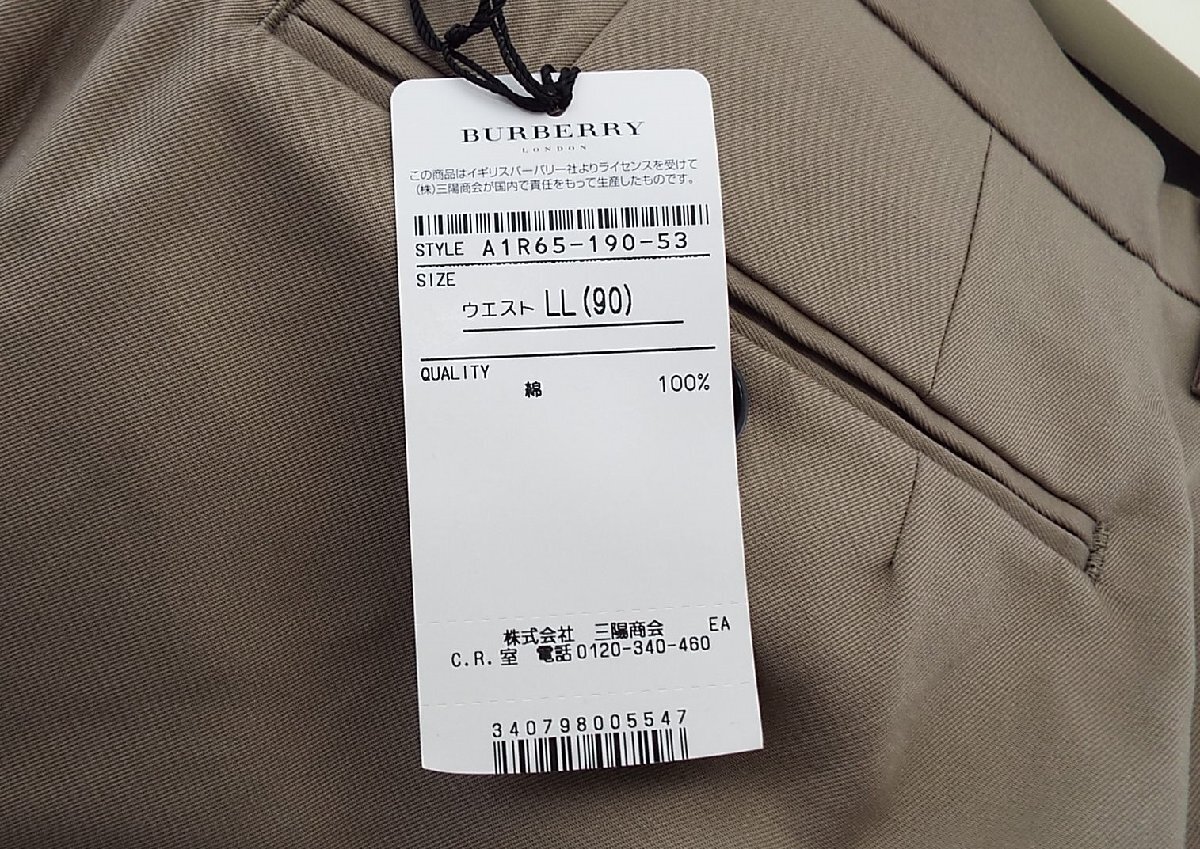 BURBERRY
LONDON
この商品はイギリスバーバリー社よりライセンスを受けて
(株)三陽商会が国内で責任をもって生産したものです。
STYLE A1R65-190-53
SIZE
ウエスト LL(90)
QUALITY
綿 100%
株式会社 三陽商会 EA
C.R.室 電話0120-340-460
340798005547